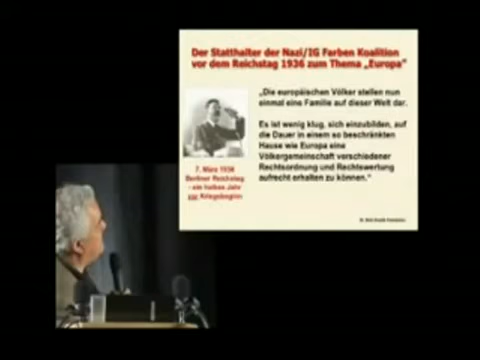 Der Statthalter der Nazi/IG Farben Koalition
vor dem Reichstag 1936 zum Thema „Europa"
„Die europäischen Völker stellen nun
einmal eine Familie auf dieser Welt dar.
Es ist wenig klug, sich einzubilden, auf
die Dauer in einem so beschränkten
Hause wie Europa eine
Völkergemeinschaft verschiedener
Rechtsordnung und Rechtswertung
aufrecht erhalten zu können."
7. März 1936
Berliner Reichstag
- ein halbes Jahr
vor Kriegsbeginn